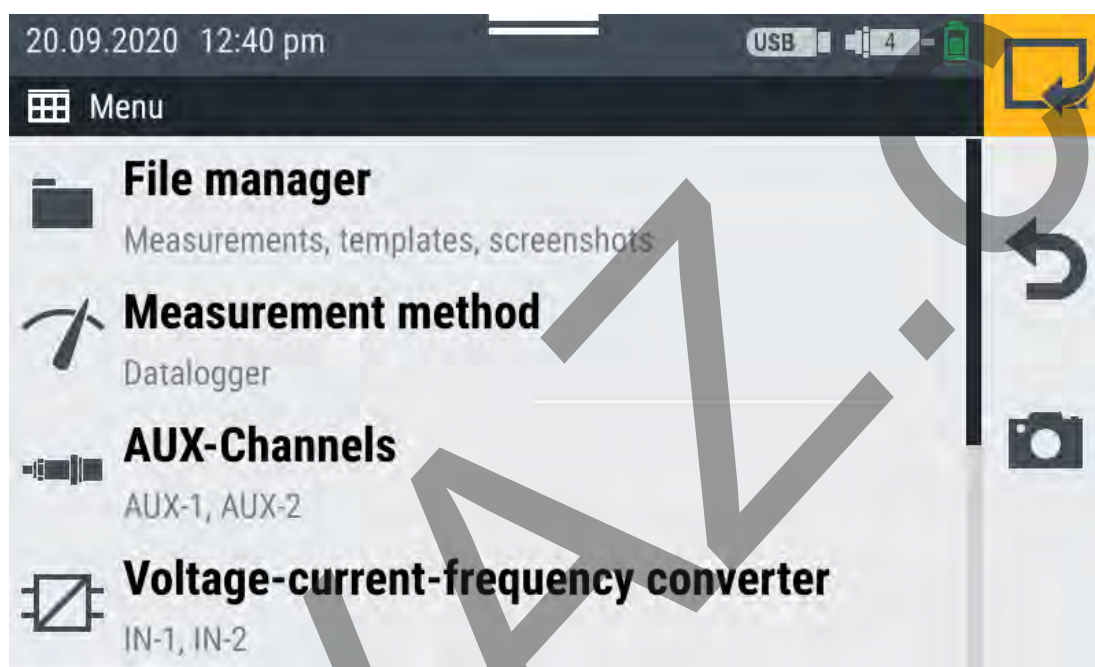 20.09.2020 12:40 pm USB 4
Menu
File manager
Measurements, templates, screenshots
Measurement method
Datalogger
AUX-Channels
AUX-1, AUX-2
Voltage-current-frequency converter
IN-1, IN-2